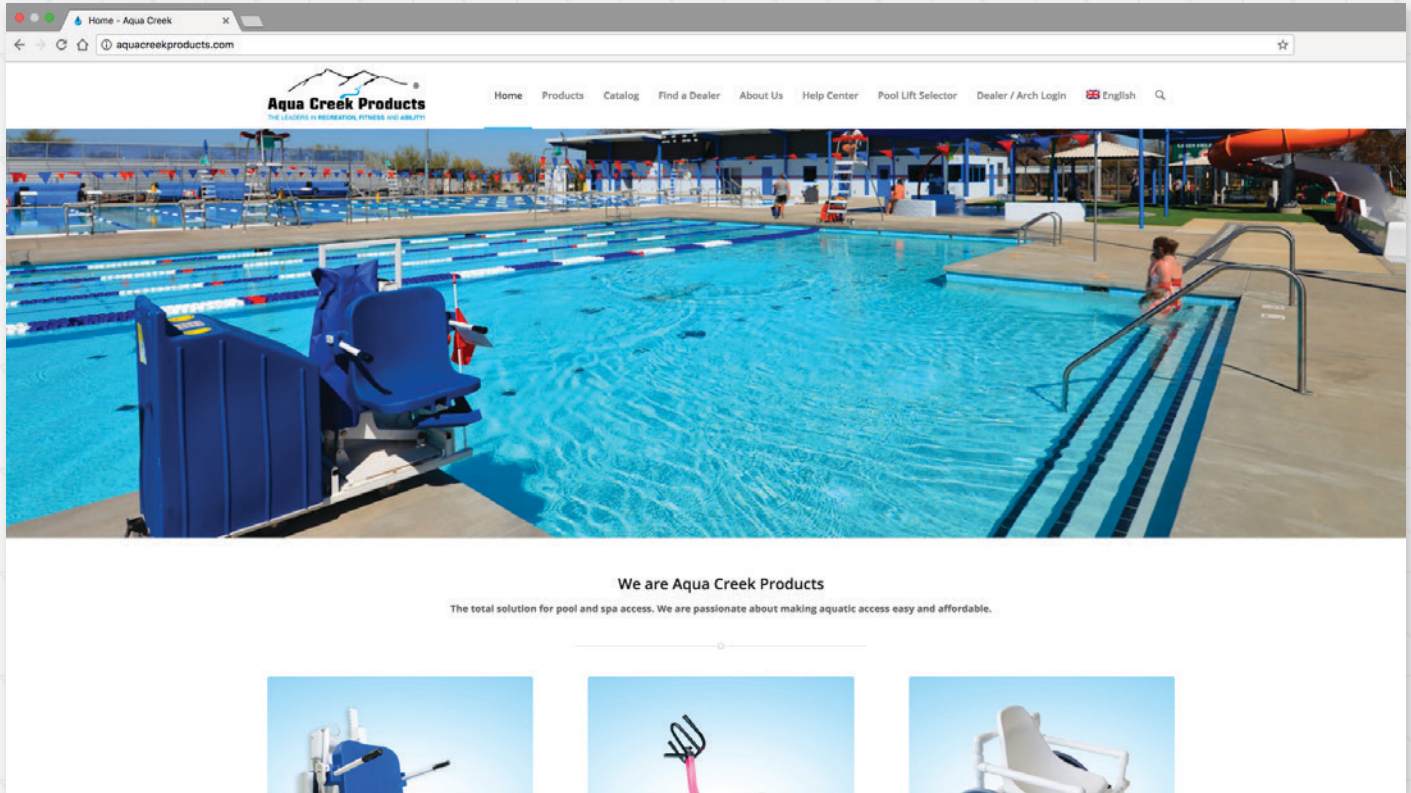 Home - Aqua Creek
aquacreekproducts.com
Aqua Creek Products
®
THE LEADERS IN RECREATION, FITNESS AND ABILITY!
Home Products Catalog Find a Dealer About Us Help Center Pool Lift Selector Dealer / Arch Login English
We are Aqua Creek Products
The total solution for pool and spa access. We are passionate about making aquatic access easy and affordable.